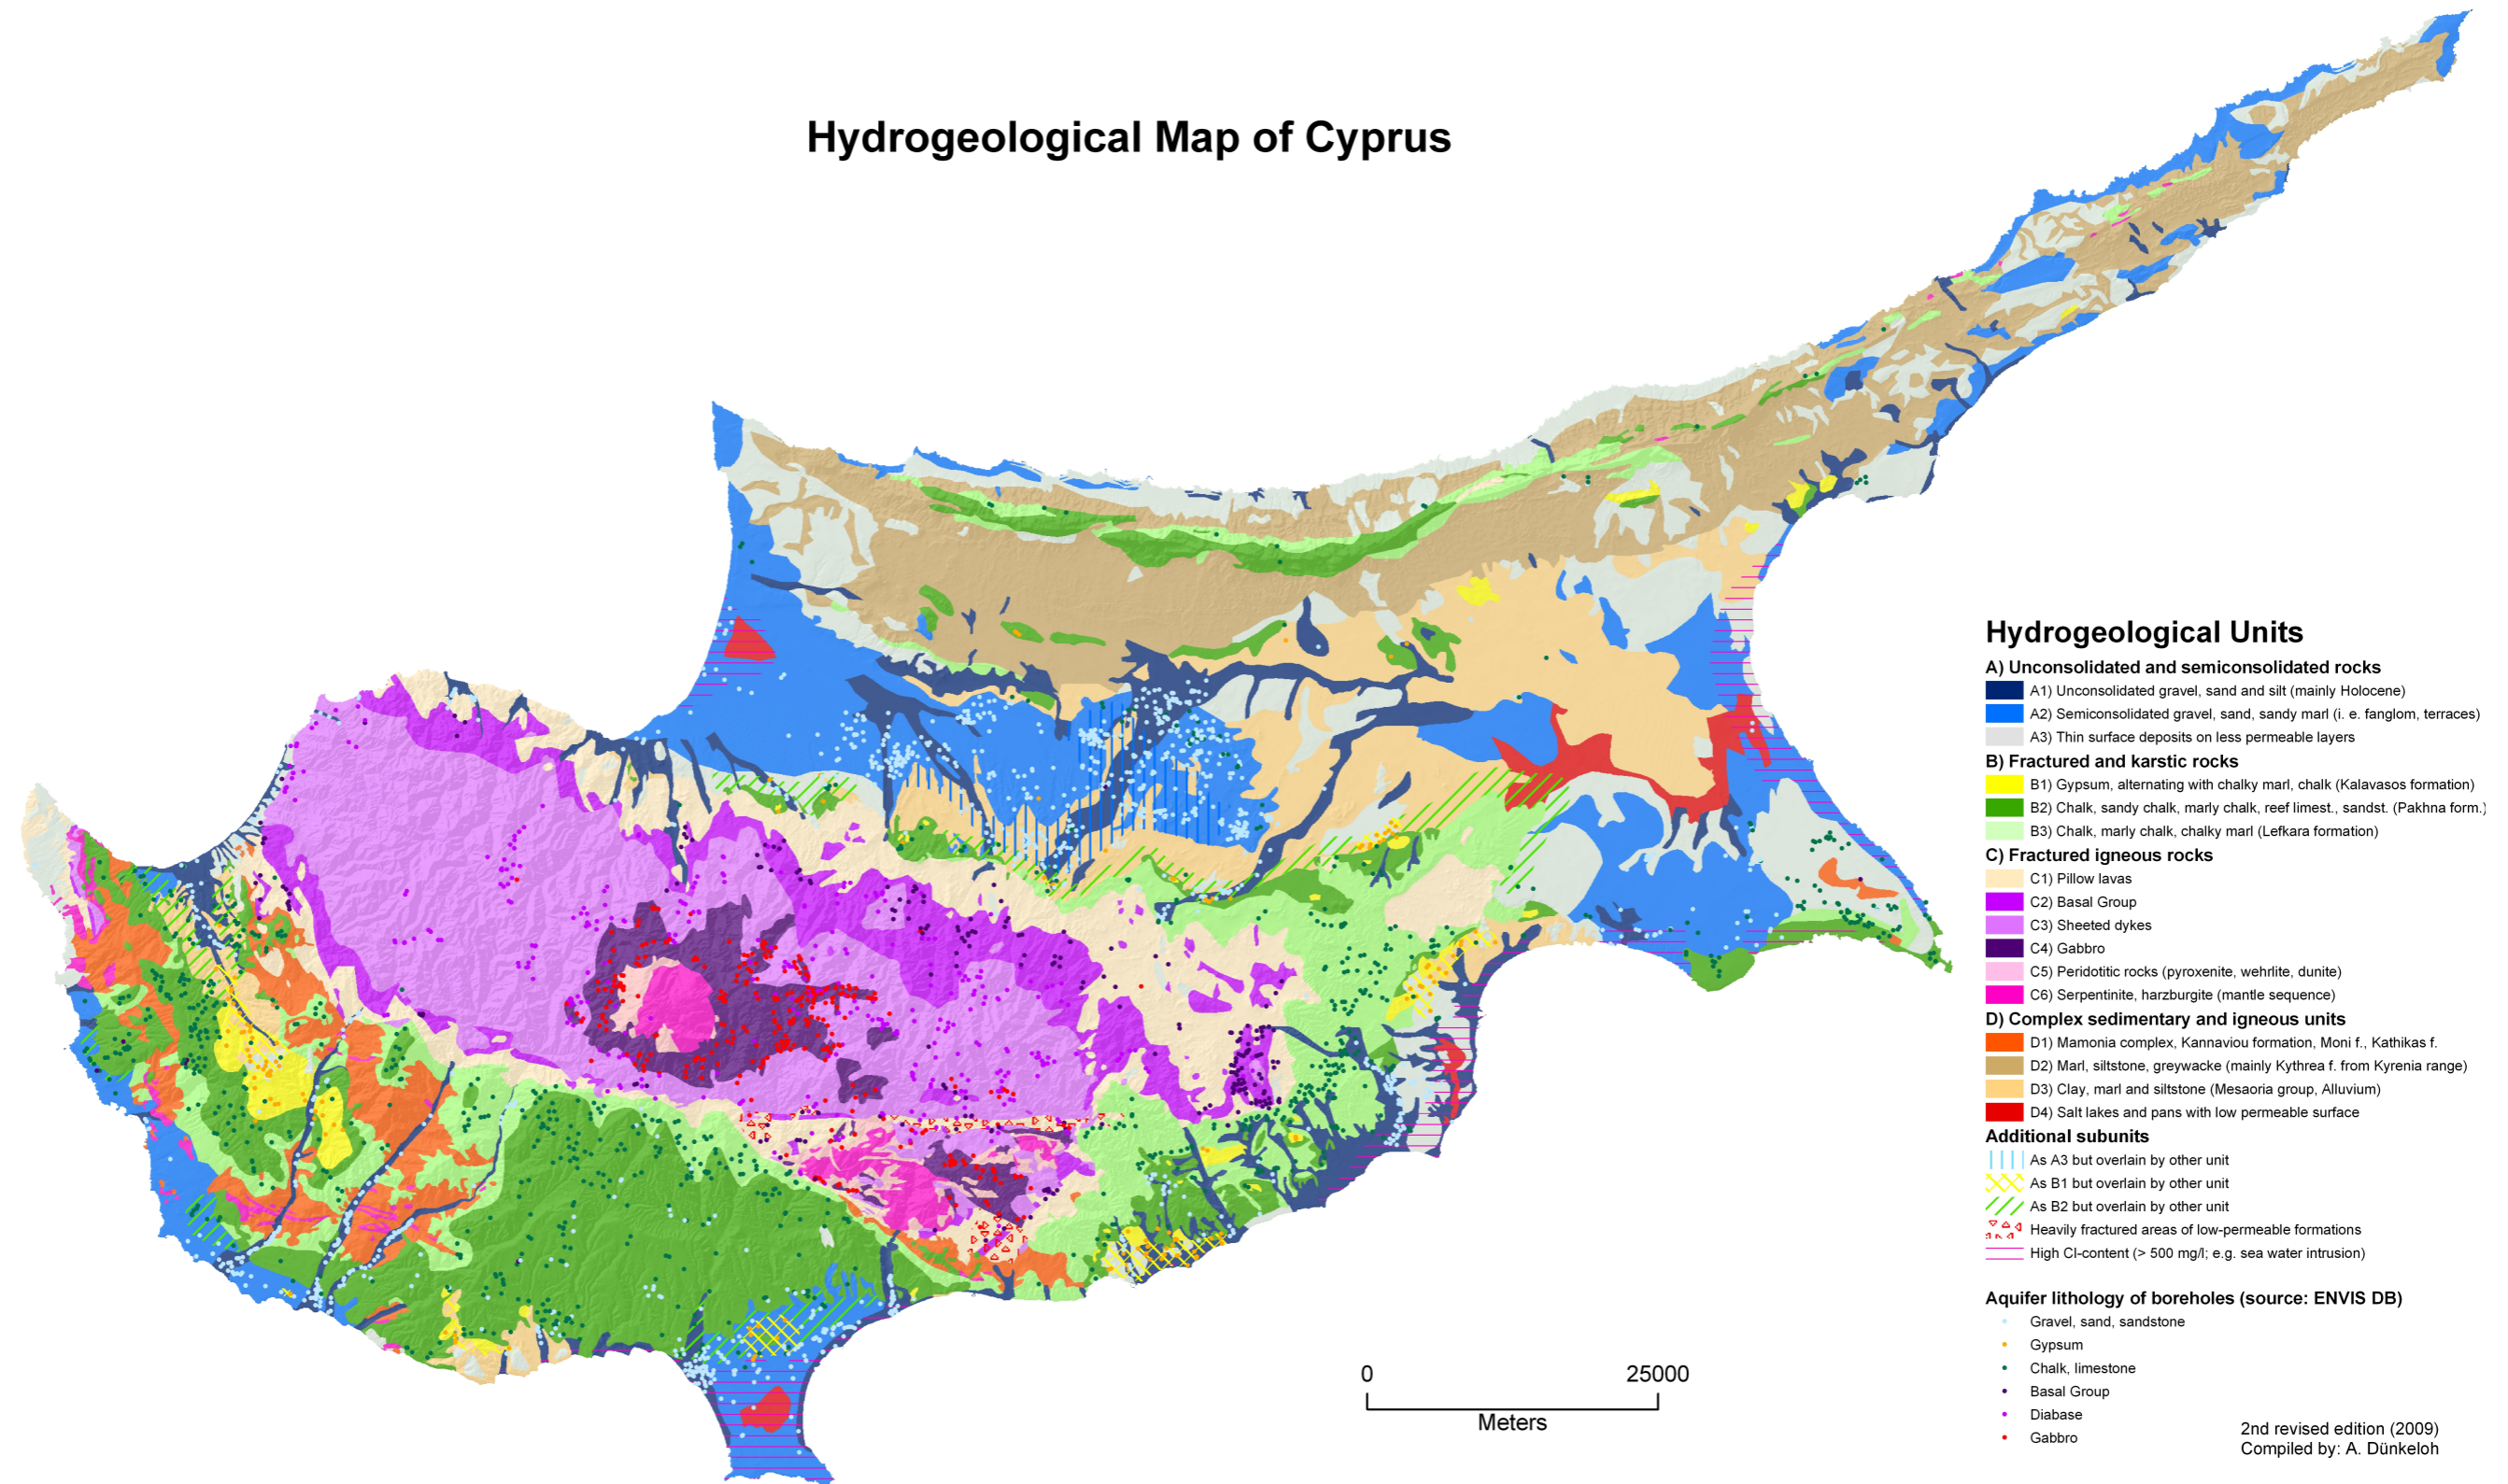 Hydrogeological Map of Cyprus
Hydrogeological Units
A) Unconsolidated and semiconsolidated rocks
A1) Unconsolidated gravel, sand and silt (mainly Holocene)
A2) Semiconsolidated gravel, sand, sandy marl (i. e. fanglom, terraces)
A3) Thin surface deposits on less permeable layers
B) Fractured and karstic rocks
B1) Gypsum, alternating with chalky marl, chalk (Kalavasos formation)
B2) Chalk, sandy chalk, marly chalk, reef limest., sandst. (Pakhna form.)
B3) Chalk, marly chalk, chalky marl (Lefkara formation)
C) Fractured igneous rocks
C1) Pillow lavas
C2) Basal Group
C3) Sheeted dykes
C4) Gabbro
C5) Peridotitic rocks (pyroxenite, wehrlite, dunite)
C6) Serpentinite, harzburgite (mantle sequence)
D) Complex sedimentary and igneous units
D1) Mamonia complex, Kannaviou formation, Moni f., Kathikas f.
D2) Marl, siltstone, greywacke (mainly Kythrea f. from Kyrenia range)
D3) Clay, marl and siltstone (Mesaoria group, Alluvium)
D4) Salt lakes and pans with low permeable surface
Additional subunits
As A3 but overlain by other unit
As B1 but overlain by other unit
As B2 but overlain by other unit
Heavily fractured areas of low-permeable formations
High Cl-content (> 500 mg/l; e.g. sea water intrusion)
Aquifer lithology of boreholes (source: ENVIS DB)
Gravel, sand, sandstone
Gypsum
Chalk, limestone
Basal Group
Diabase
Gabbro
0 25000
Meters
2nd revised edition (2009)
Compiled by: A. Dünkeloh